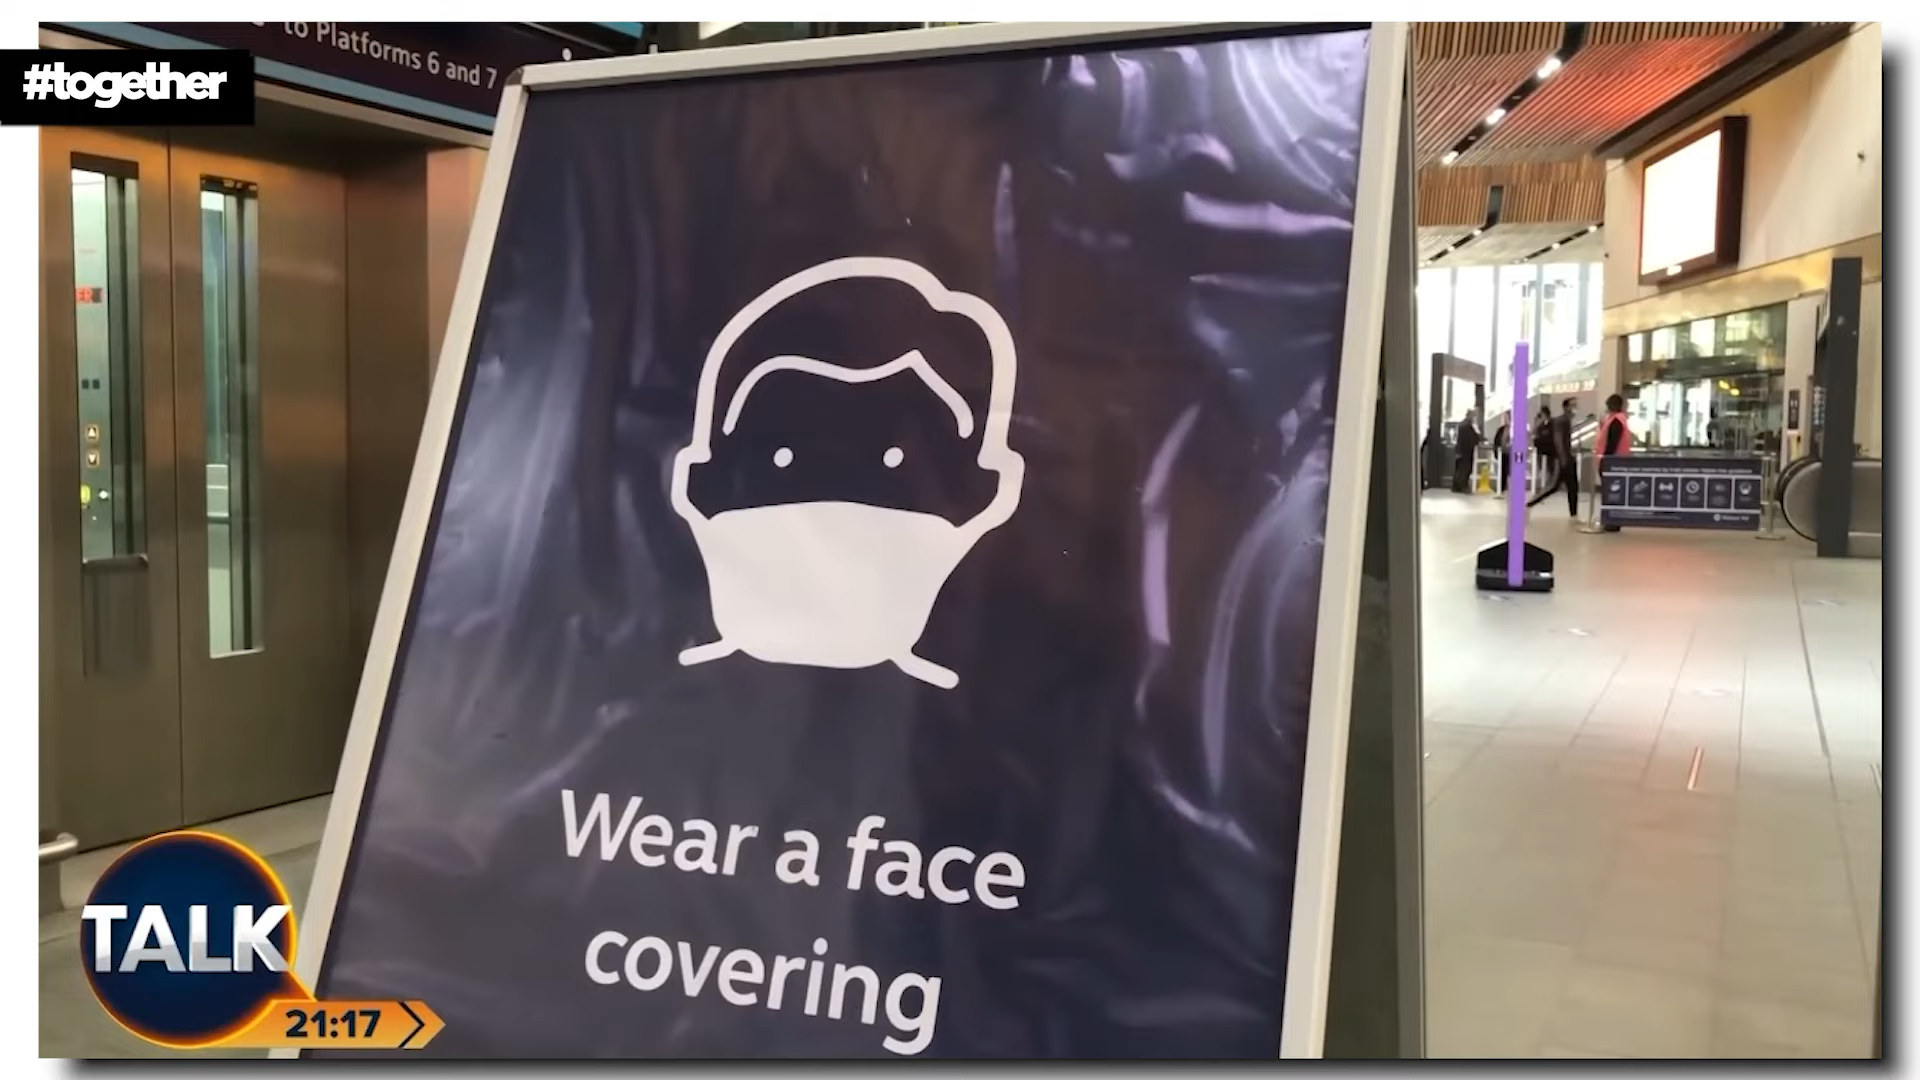 to Platforms 6 and 7
#together
Wear a face
covering
TALK
21:17